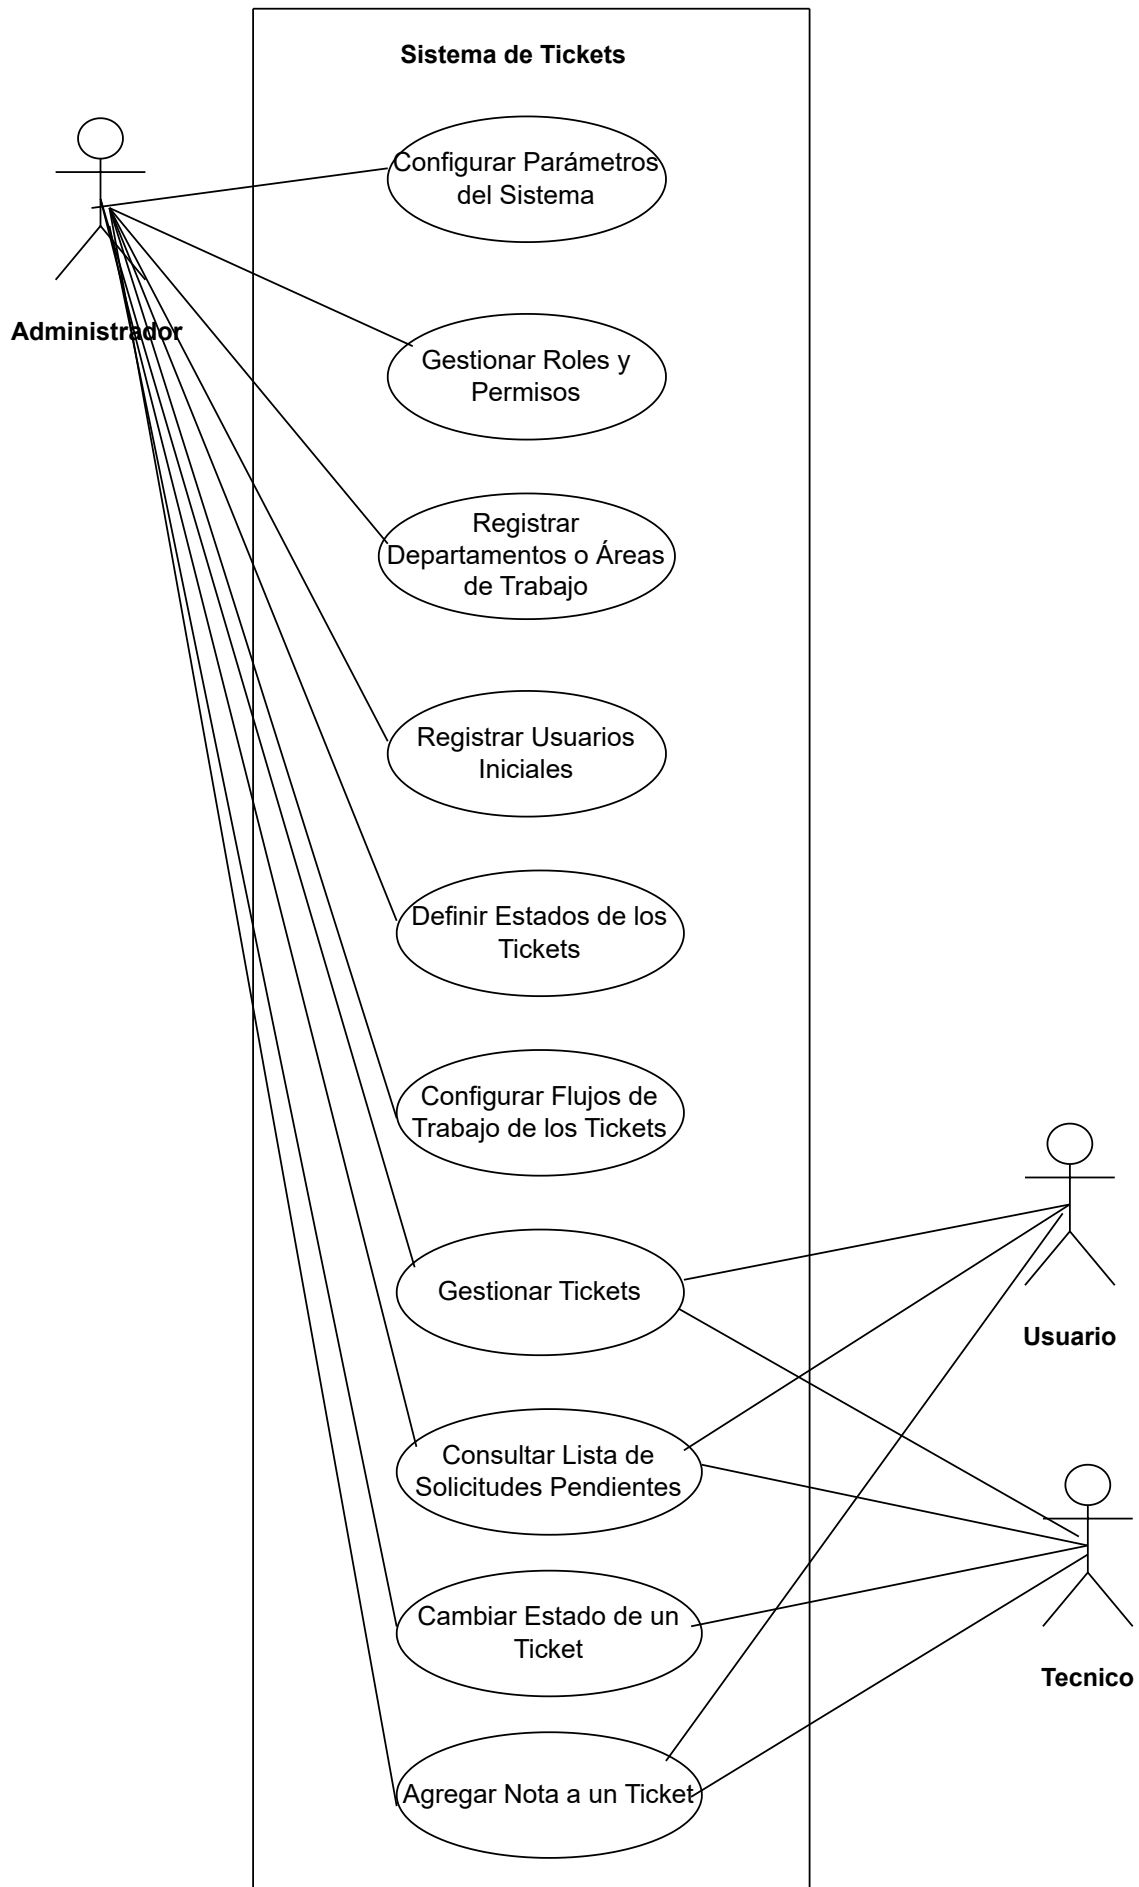 Sistema de Tickets
Configurar Parámetros
del Sistema
Administrador
Gestionar Roles y
Permisos
Registrar
Departamentos o Áreas
de Trabajo
Registrar Usuarios
Iniciales
Definir Estados de los
Tickets
Configurar Flujos de
Trabajo de los Tickets
Gestionar Tickets
Usuario
Consultar Lista de
Solicitudes Pendientes
Cambiar Estado de un
Ticket
Tecnico
Agregar Nota a un Ticket